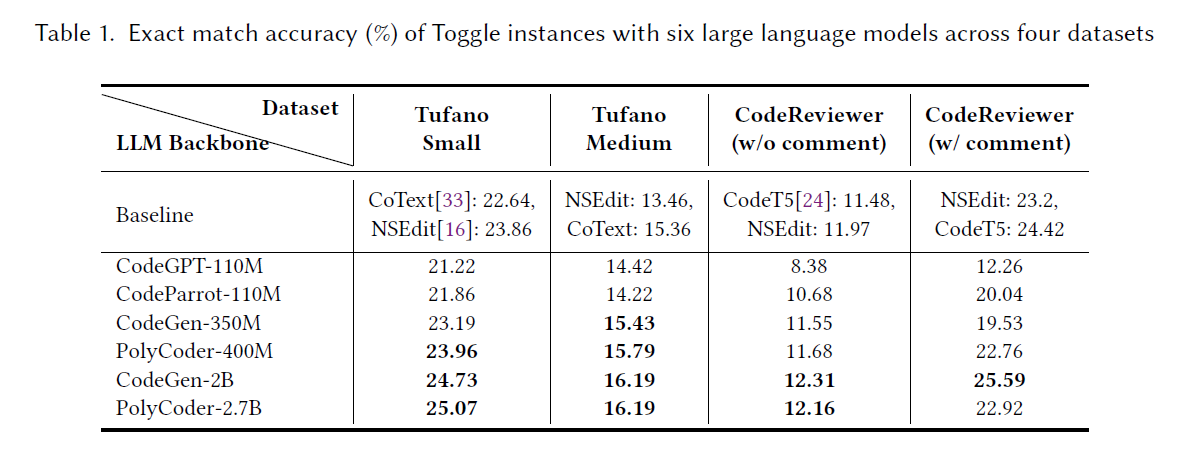 Table 1. Exact match accuracy (%) of Toggle instances with six large language models across four datasets
Dataset
LLM Backbone
Tufano Small
Tufano Medium
CodeReviewer (w/o comment)
CodeReviewer (w/ comment)
Baseline
CoText[33]: 22.64, NSEdit[16]: 23.86
NSEdit: 13.46, CoText: 15.36
CodeT5[24]: 11.48, NSEdit: 11.97
NSEdit: 23.2, CodeT5: 24.42
CodeGPT-110M 21.22 14.42 8.38 12.26
CodeParrot-110M 21.86 14.22 10.68 20.04
CodeGen-350M 23.19 15.43 11.55 19.53
PolyCoder-400M 23.96 15.79 11.68 22.76
CodeGen-2B 24.73 16.19 12.31 25.59
PolyCoder-2.7B 25.07 16.19 12.16 22.92